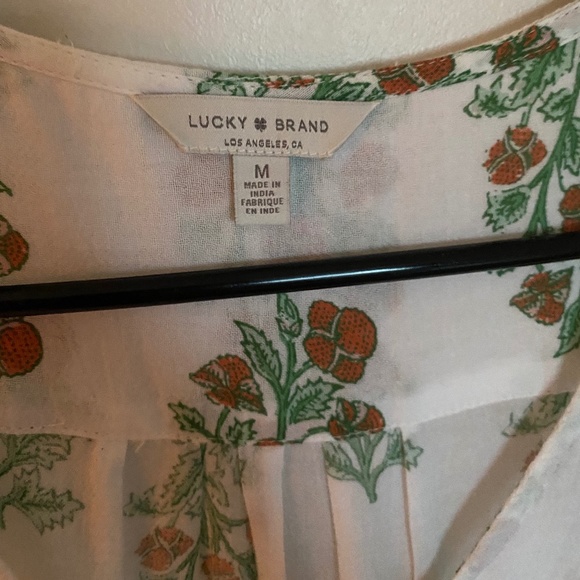 LUCKY BRAND
LOS ANGELES, CA
M
MADE IN
INDIA
FABRIQUE
EN INDE